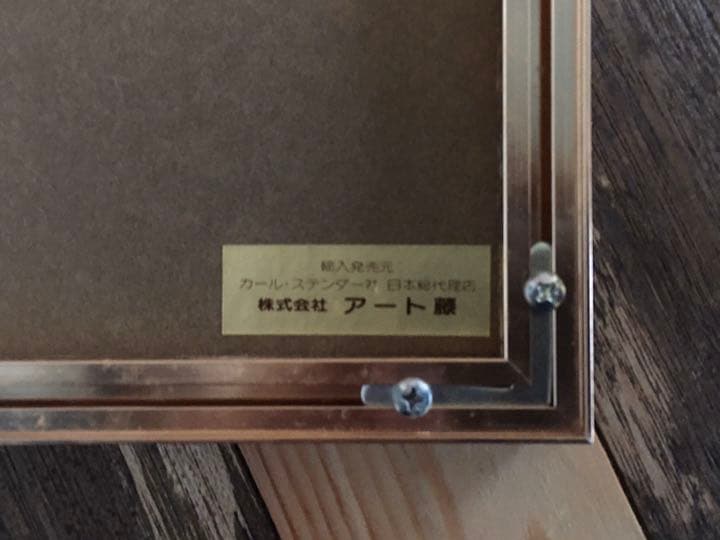 輸入発売元
カール・ステンダー社 日本総代理店
株式会社 アート藤